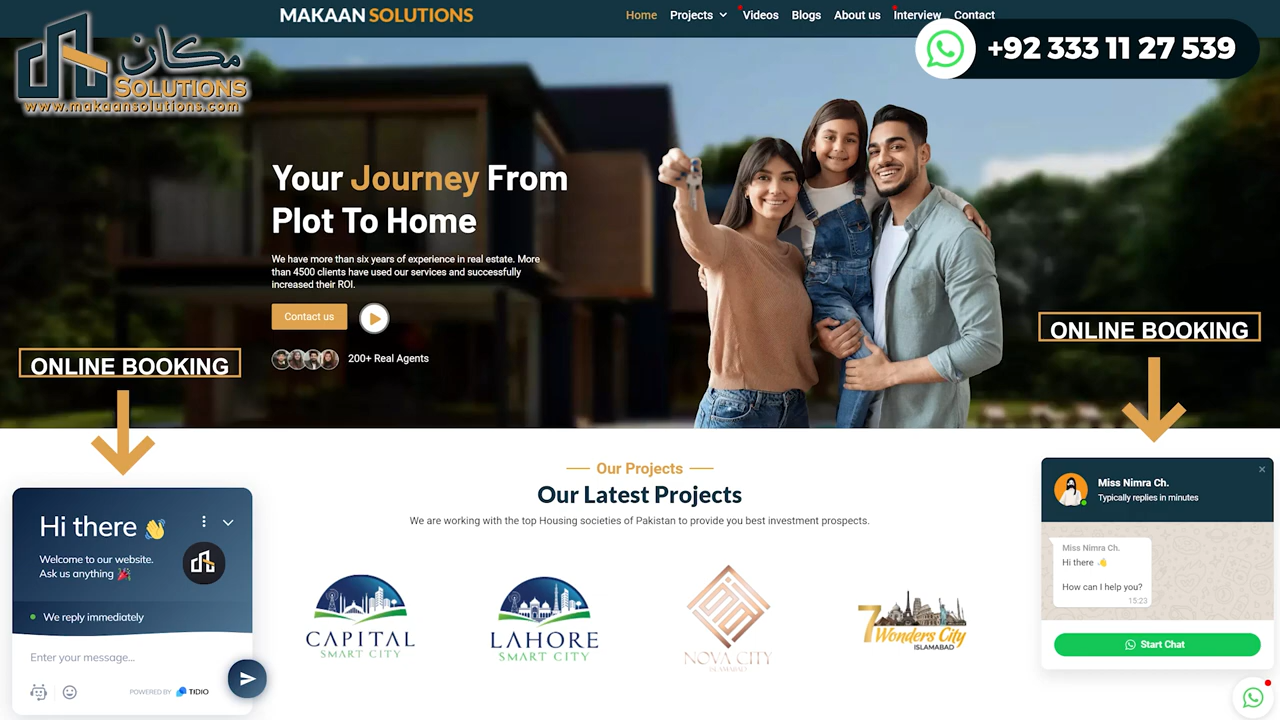 MAKAAN SOLUTIONS
Home Projects Videos Blogs About us Interview Contact
مکان
SOLUTIONS
www.makaansolutions.com
+92 333 11 27 539
Your Journey From
Plot To Home
We have more than six years of experience in real estate. More
than 4500 clients have used our services and successfully
increased their ROI.
Contact us
200+ Real Agents
ONLINE BOOKING
ONLINE BOOKING
Our Projects
Our Latest Projects
We are working with the top Housing societies of Pakistan to provide you best investment prospects.
CAPITAL
SMART CITY
LAHORE
SMART CITY
NOVA CITY
ISLAMABAD
7 Wonders City
ISLAMABAD
Hi there 👋
Welcome to our website.
Ask us anything 🎉
We reply immediately
Enter your message...
POWERED BY TIDIO
Miss Nimra Ch.
Typically replies in minutes
Miss Nimra Ch.
Hi there 👋
How can I help you?
15:23
Start Chat